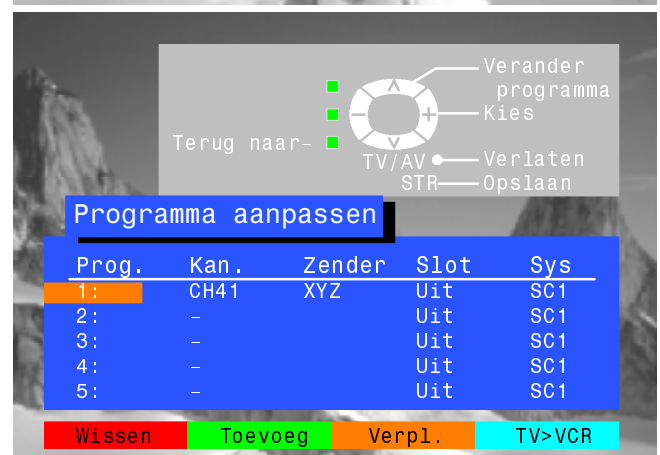 Verander
programma
Kies
Terug naar
TV/AV Verlaten
STR Opslaan
Programma aanpassen
Prog. Kan. Zender Slot Sys
1: CH41 XYZ Uit SC1
2: – Uit SC1
3: – Uit SC1
4: – Uit SC1
5: – Uit SC1
Wissen Toevoeg Verpl. TV>VCR